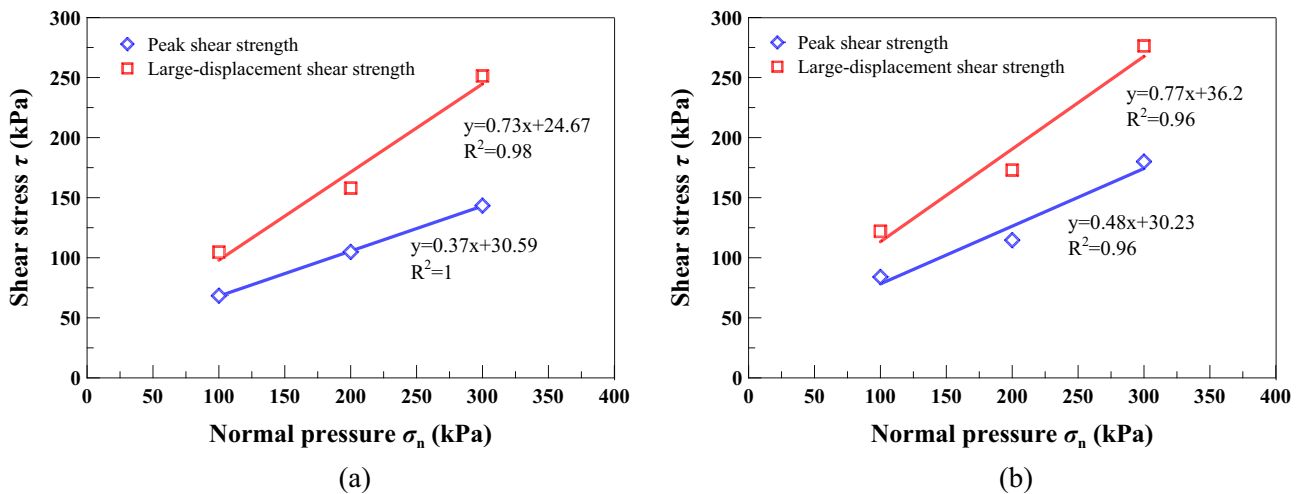 300
250
200
150
100
50
0
Shear stress τ (kPa)
Peak shear strength
Large-displacement shear strength
y=0.73x+24.67
R²=0.98
y=0.37x+30.59
R²=1
0 50 100 150 200 250 300 350 400
Normal pressure σₙ (kPa)
(a)
300
250
200
150
100
50
0
Shear stress τ (kPa)
Peak shear strength
Large-displacement shear strength
y=0.77x+36.2
R²=0.96
y=0.48x+30.23
R²=0.96
0 50 100 150 200 250 300 350 400
Normal pressure σₙ (kPa)
(b)